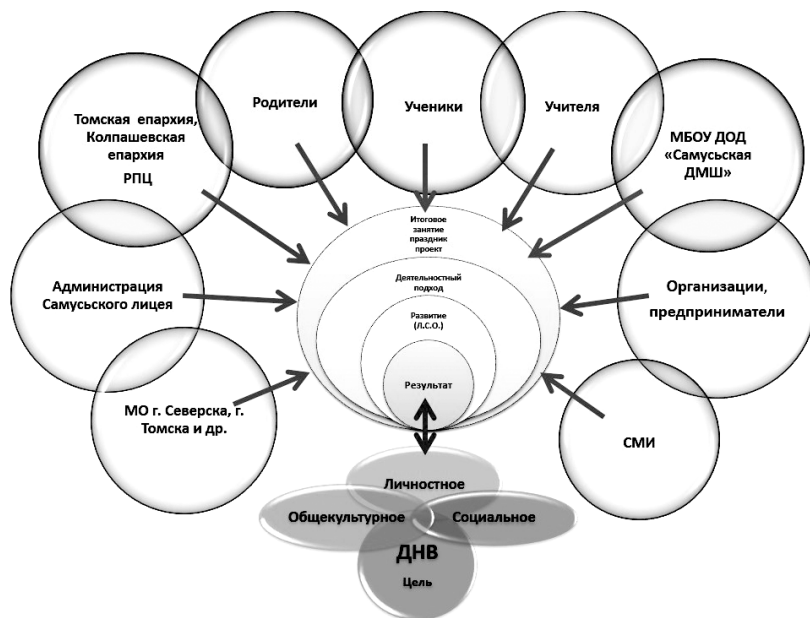 Родители
Ученики
Учителя
Томская епархия,
Колпашевская
епархия
РПЦ
МБОУ ДОД
«Самусьская
ДМШ»
Администрация
Самусьского лицея
Организации,
предприниматели
МО г. Северска, г.
Томска и др.
СМИ
Итоговое
занятие
праздник
проект
Деятельностный
подход
Развитие
(Л.С.О.)
Результат
Личностное
Общекультурное
Социальное
ДНВ
Цель